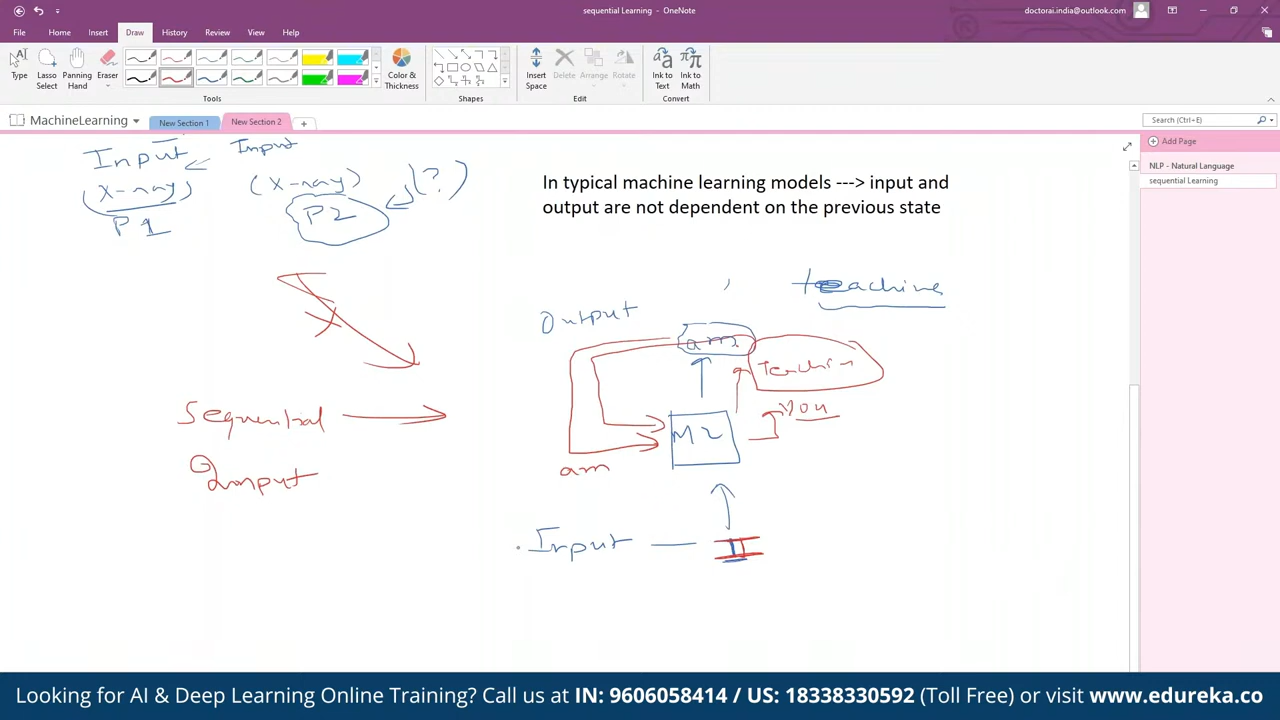 sequential Learning - OneNote
doctorai.india@outlook.com
File Home Insert Draw History Review View Help
Type
Lasso Select
Panning Hand
Eraser
Color & Thickness
Insert Space
Delete
Arrange
Rotate
Ink to Text
Ink to Math
Tools
Shapes
Edit
Convert
MachineLearning
New Section 1
New Section 2
Search (Ctrl+E)
Add Page
NLP - Natural Language
sequential Learning
Input Input
(X-ray) (X-ray) (?)
P1 P2
In typical machine learning models ---> input and
output are not dependent on the previous state
teachine
Output
am
Teachin
You
M2
am
Sequential
Input
Input — I
Looking for AI & Deep Learning Online Training? Call us at IN: 9606058414 / US: 18338330592 (Toll Free) or visit www.edureka.co